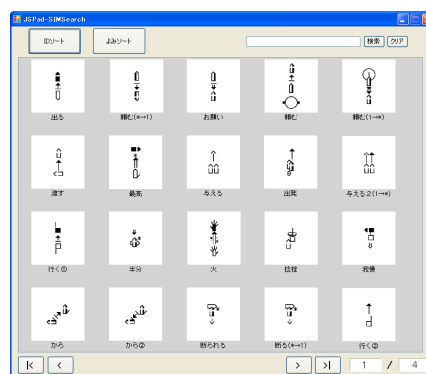 JSPad-SIMSearch
IDソート よみソート 検索 クリア
出る 頼む(*→1) お願い 頼む 頼む(1→*)
渡す 最高 与える 出発 与える2(1→*)
行く① 半分 火 我慢
から から② 断られる 断る(*→1) 行く②
|< < > >| 1 / 4